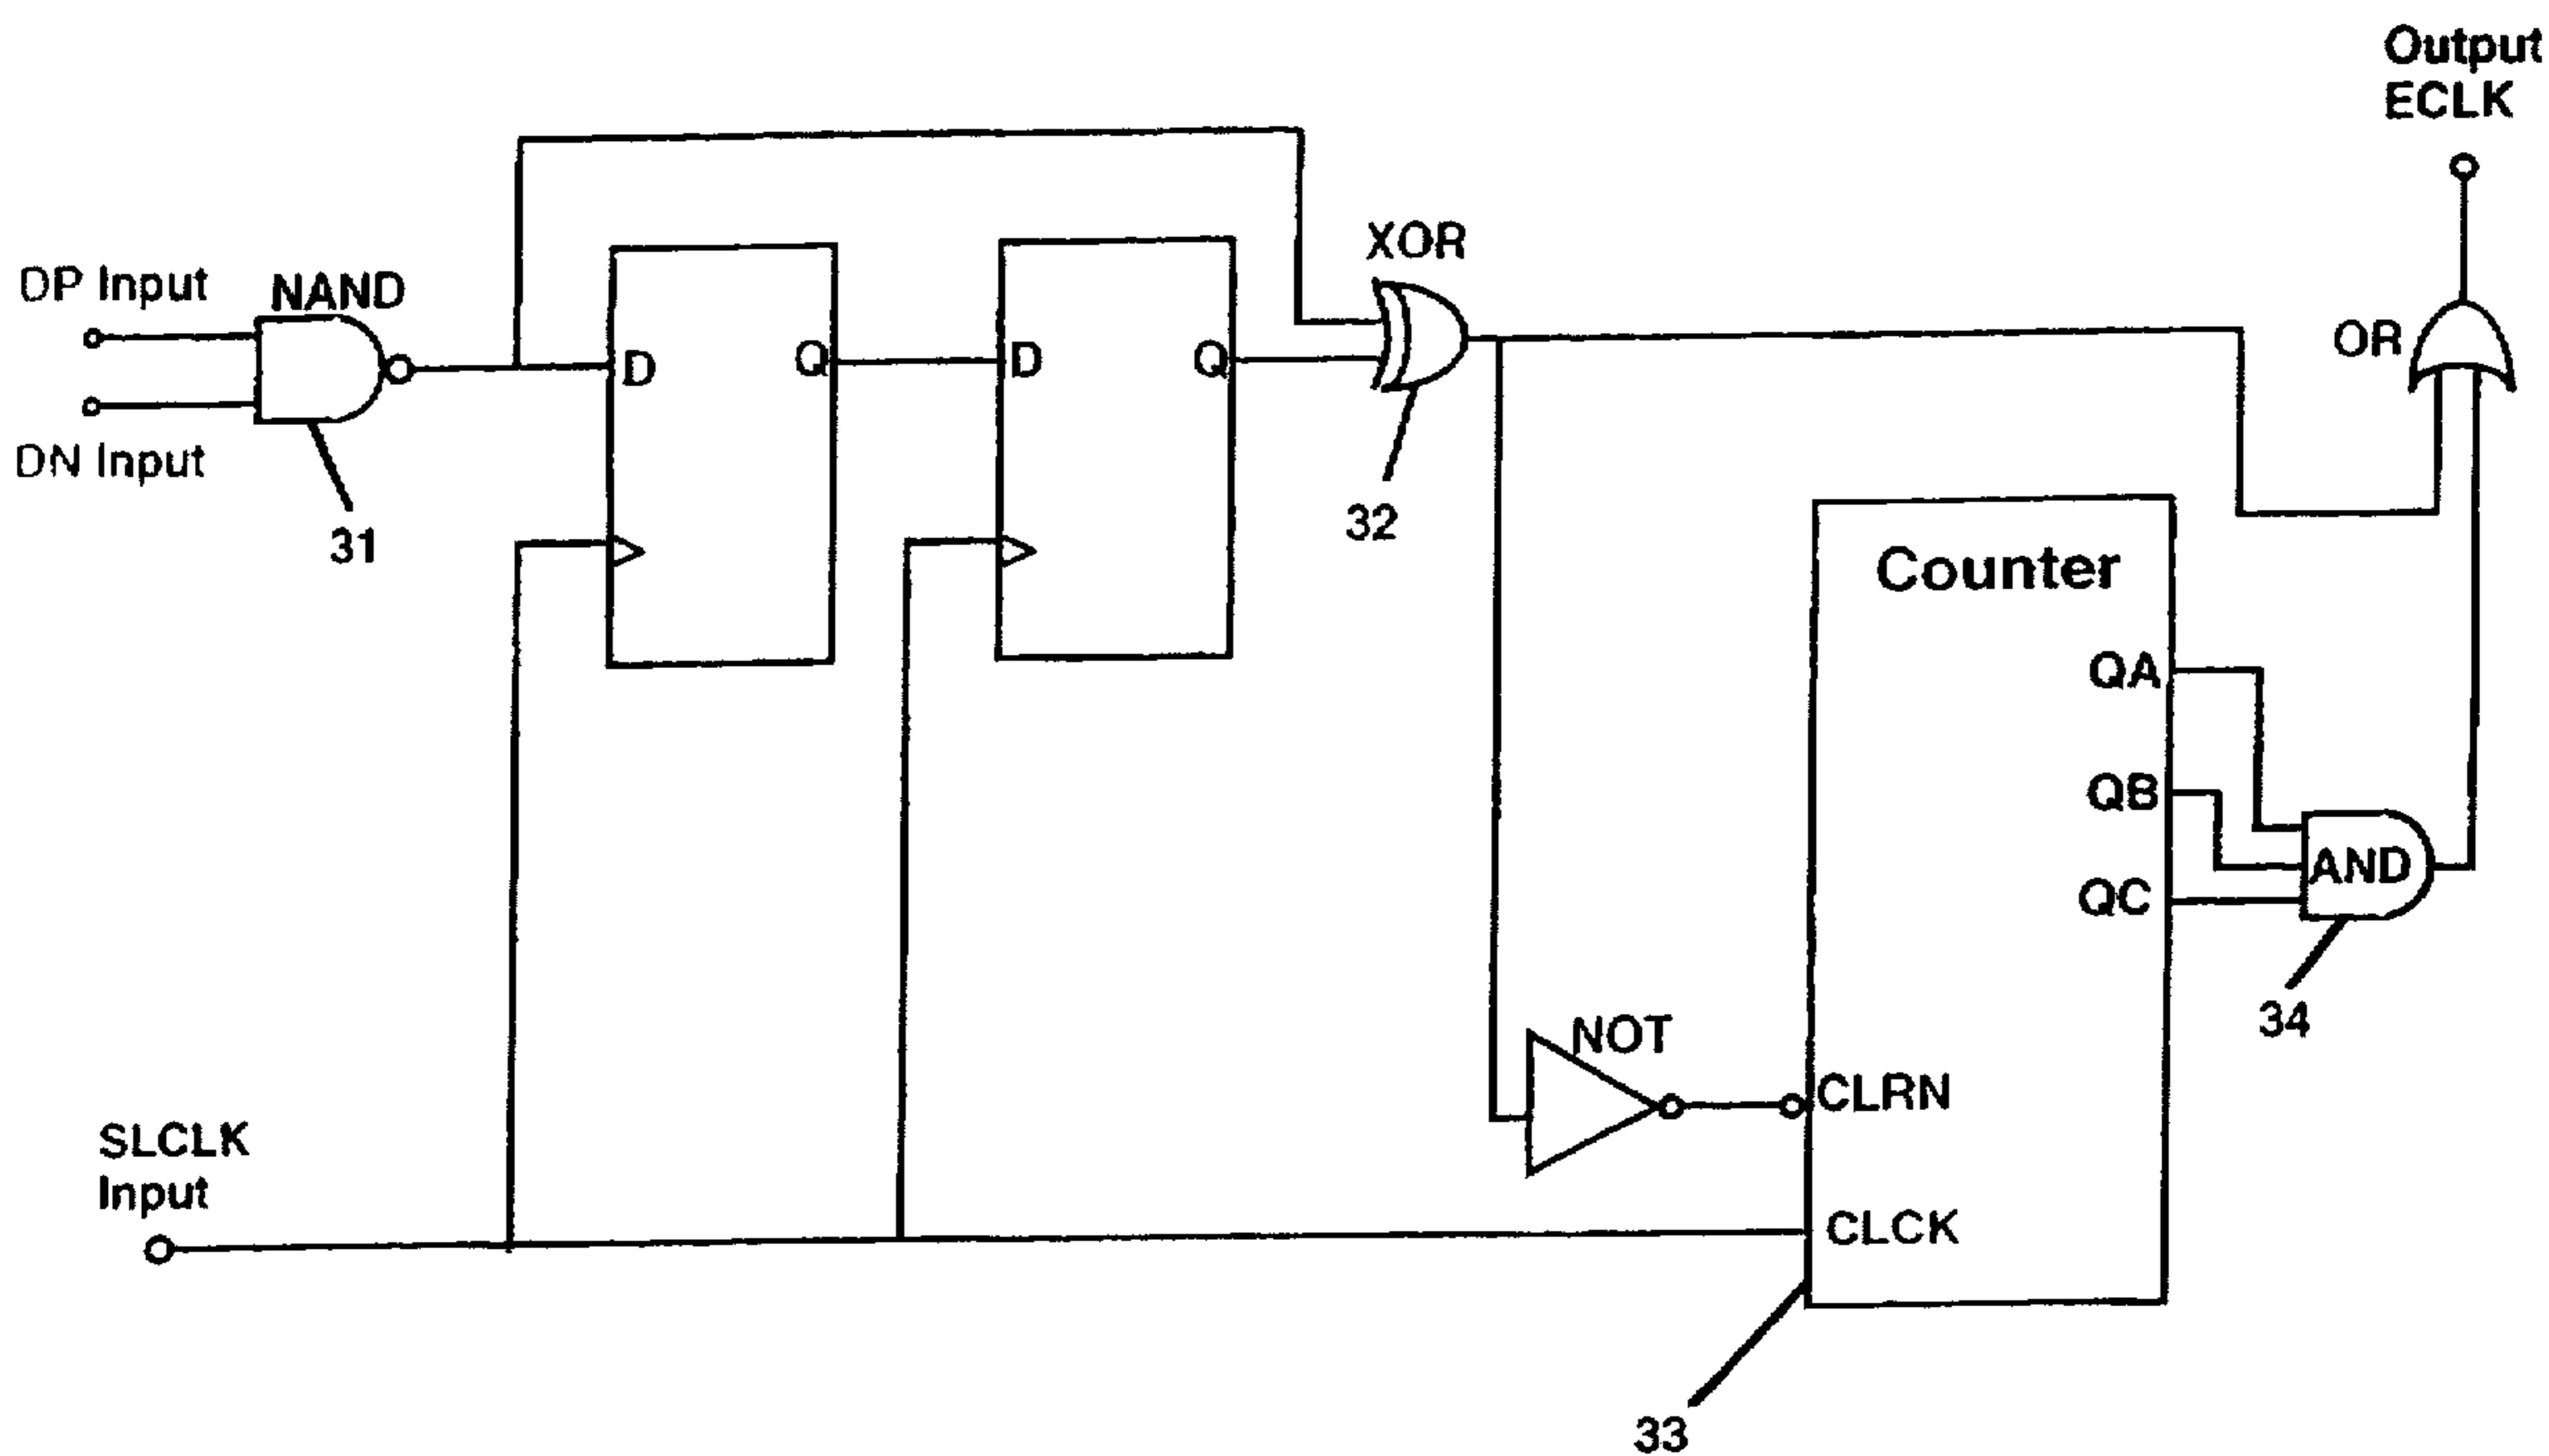 Output
ECLK
XOR
DP Input
NAND
OR
D
Q
D
Q
DN Input
31
32
Counter
QA
QB
AND
QC
34
NOT
CLRN
SLCLK
Input
CLCK
33